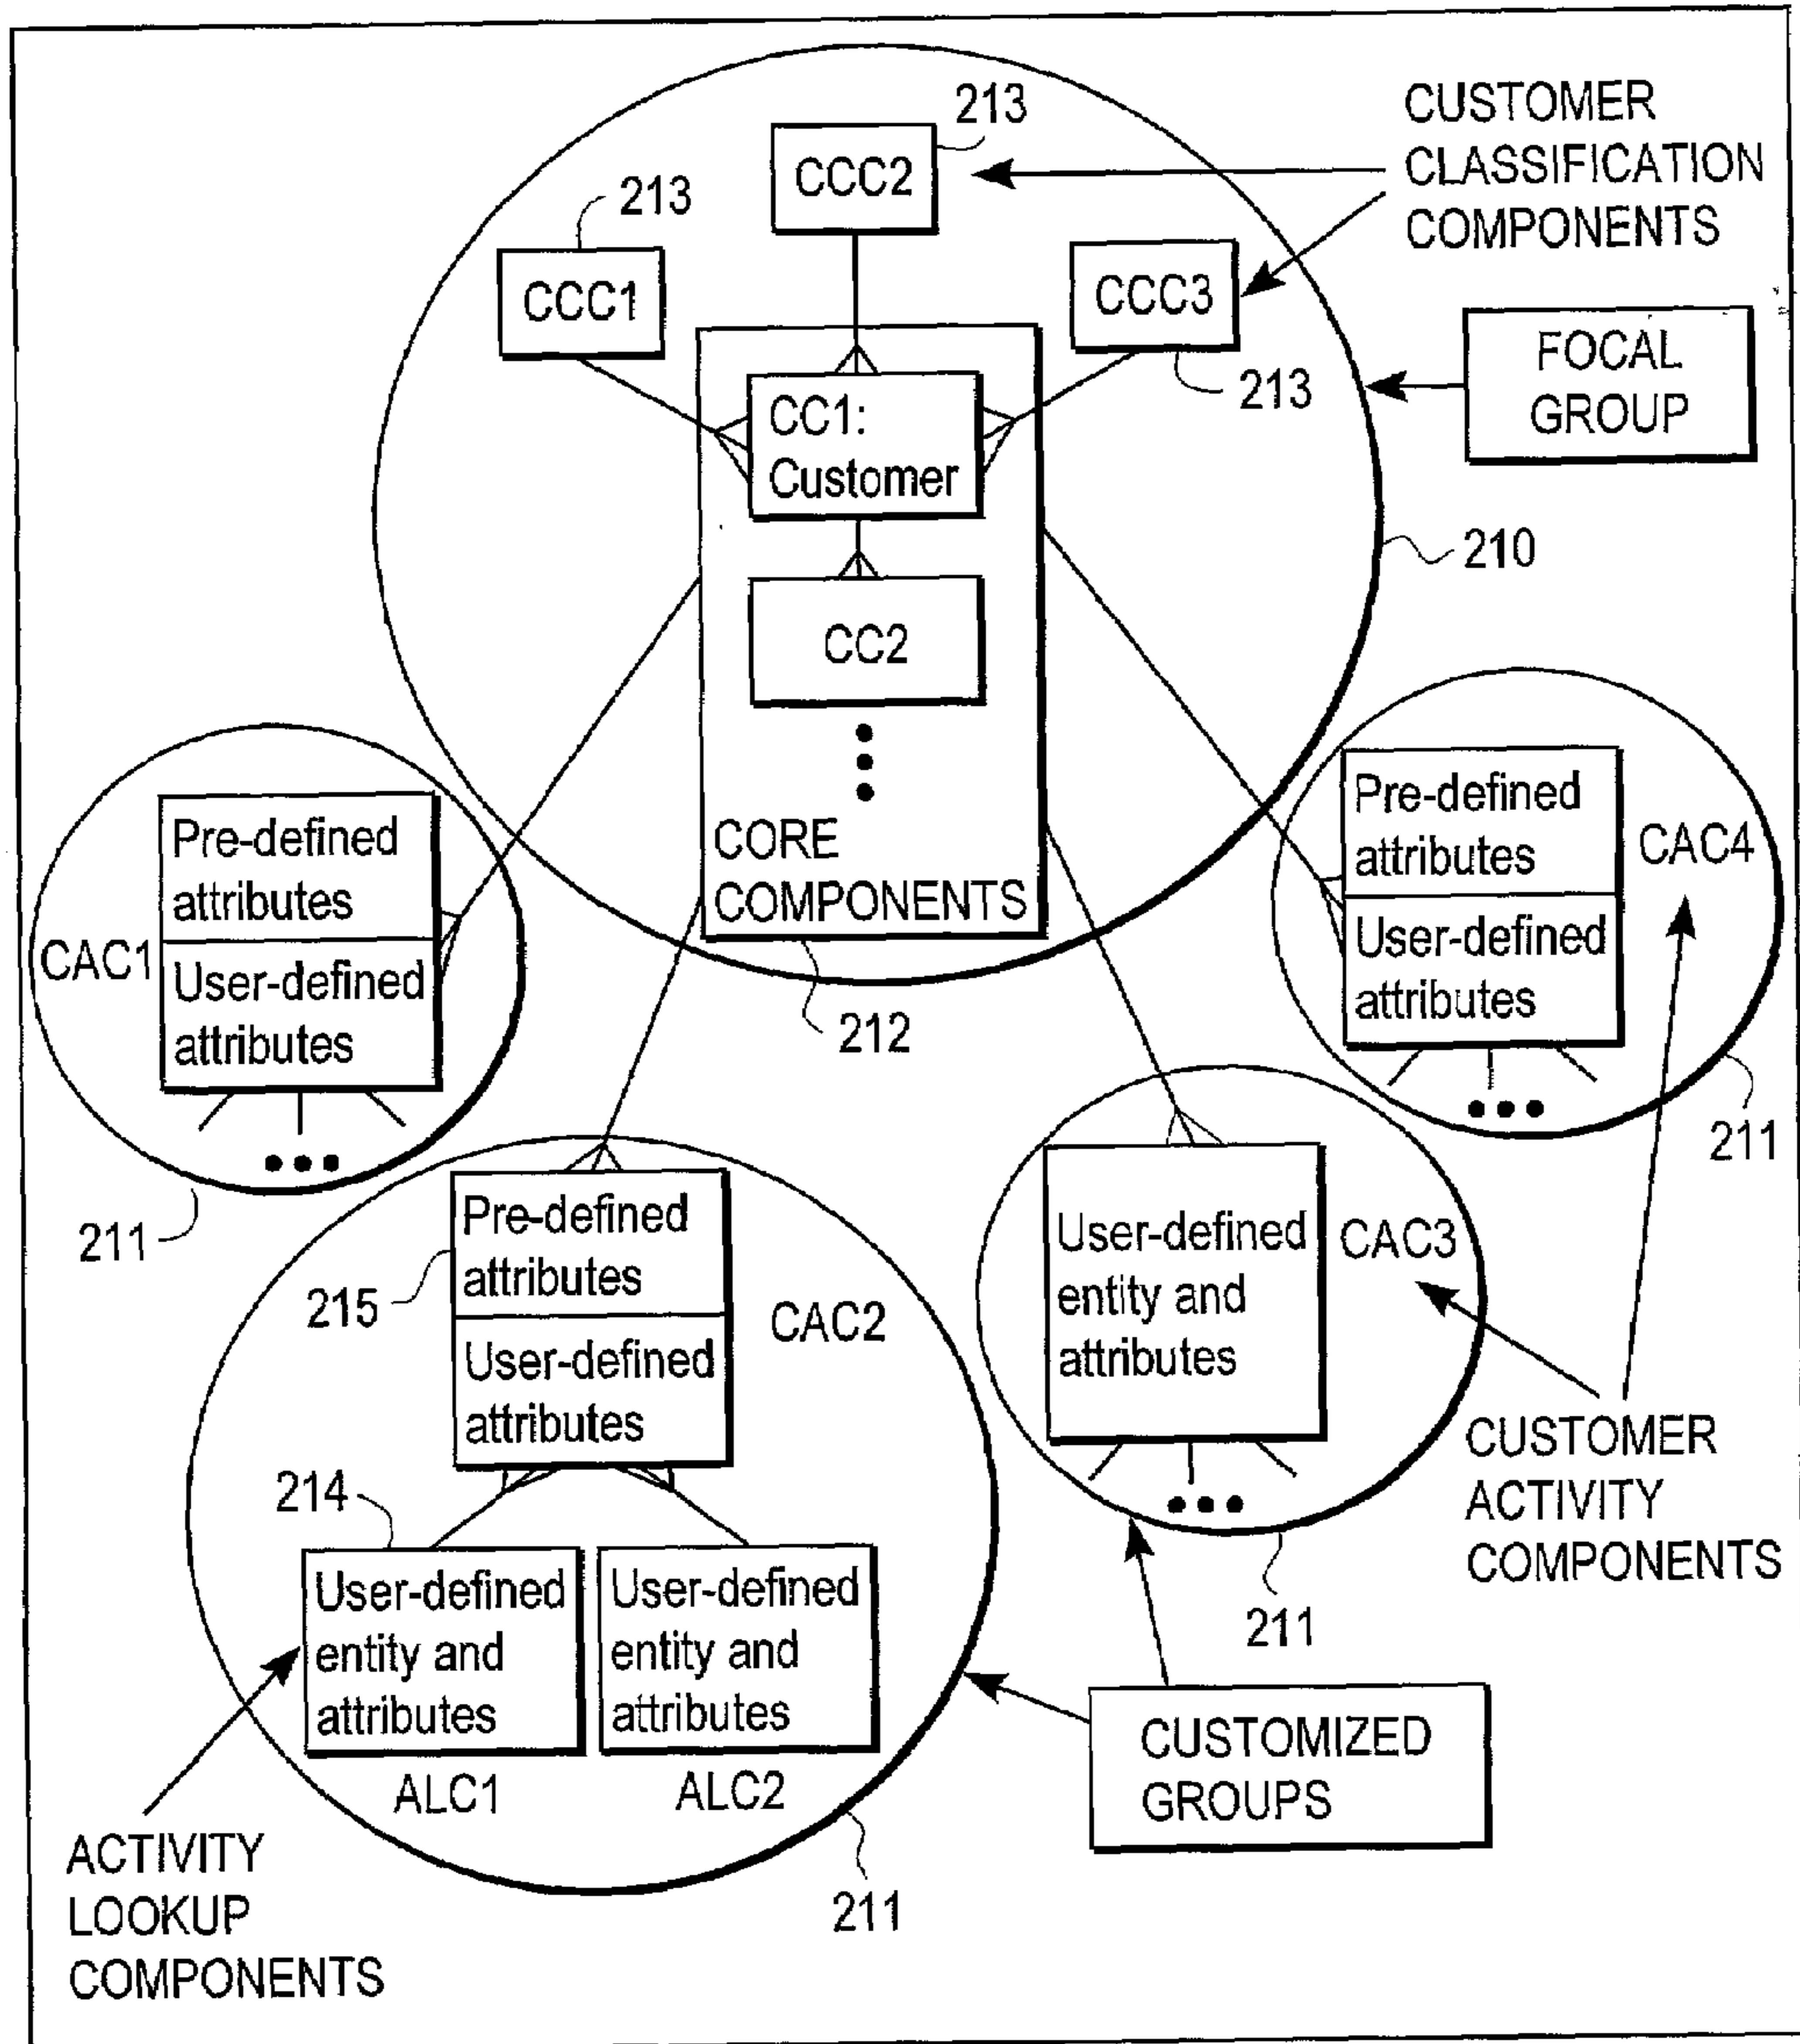 213
CCC2
213
CCC1
CCC3
213
CUSTOMER
CLASSIFICATION
COMPONENTS
FOCAL
GROUP
CC1:
Customer
210
CC2
CORE
COMPONENTS
212
CAC1
Pre-defined
attributes
User-defined
attributes
211
Pre-defined
attributes
User-defined
attributes
CAC4
211
215
Pre-defined
attributes
User-defined
attributes
CAC2
214
User-defined
entity and
attributes
ALC1
User-defined
entity and
attributes
ALC2
211
User-defined
entity and
attributes
CAC3
211
CUSTOMER
ACTIVITY
COMPONENTS
CUSTOMIZED
GROUPS
ACTIVITY
LOOKUP
COMPONENTS